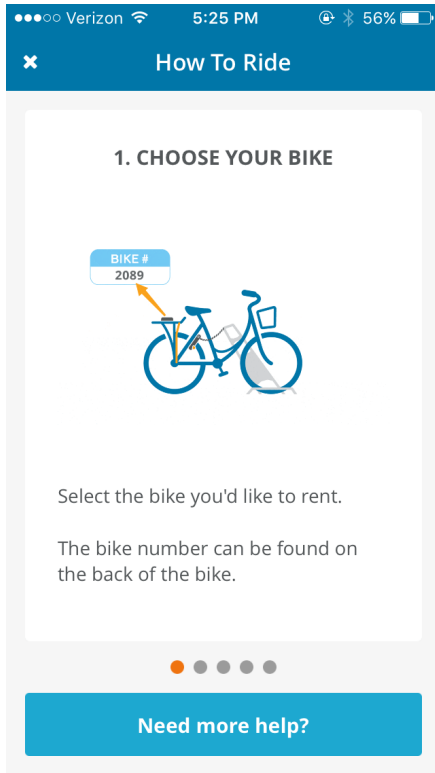 Verizon 5:25 PM 56%
How To Ride
1. CHOOSE YOUR BIKE
BIKE #
2089
Select the bike you'd like to rent.
The bike number can be found on
the back of the bike.
Need more help?